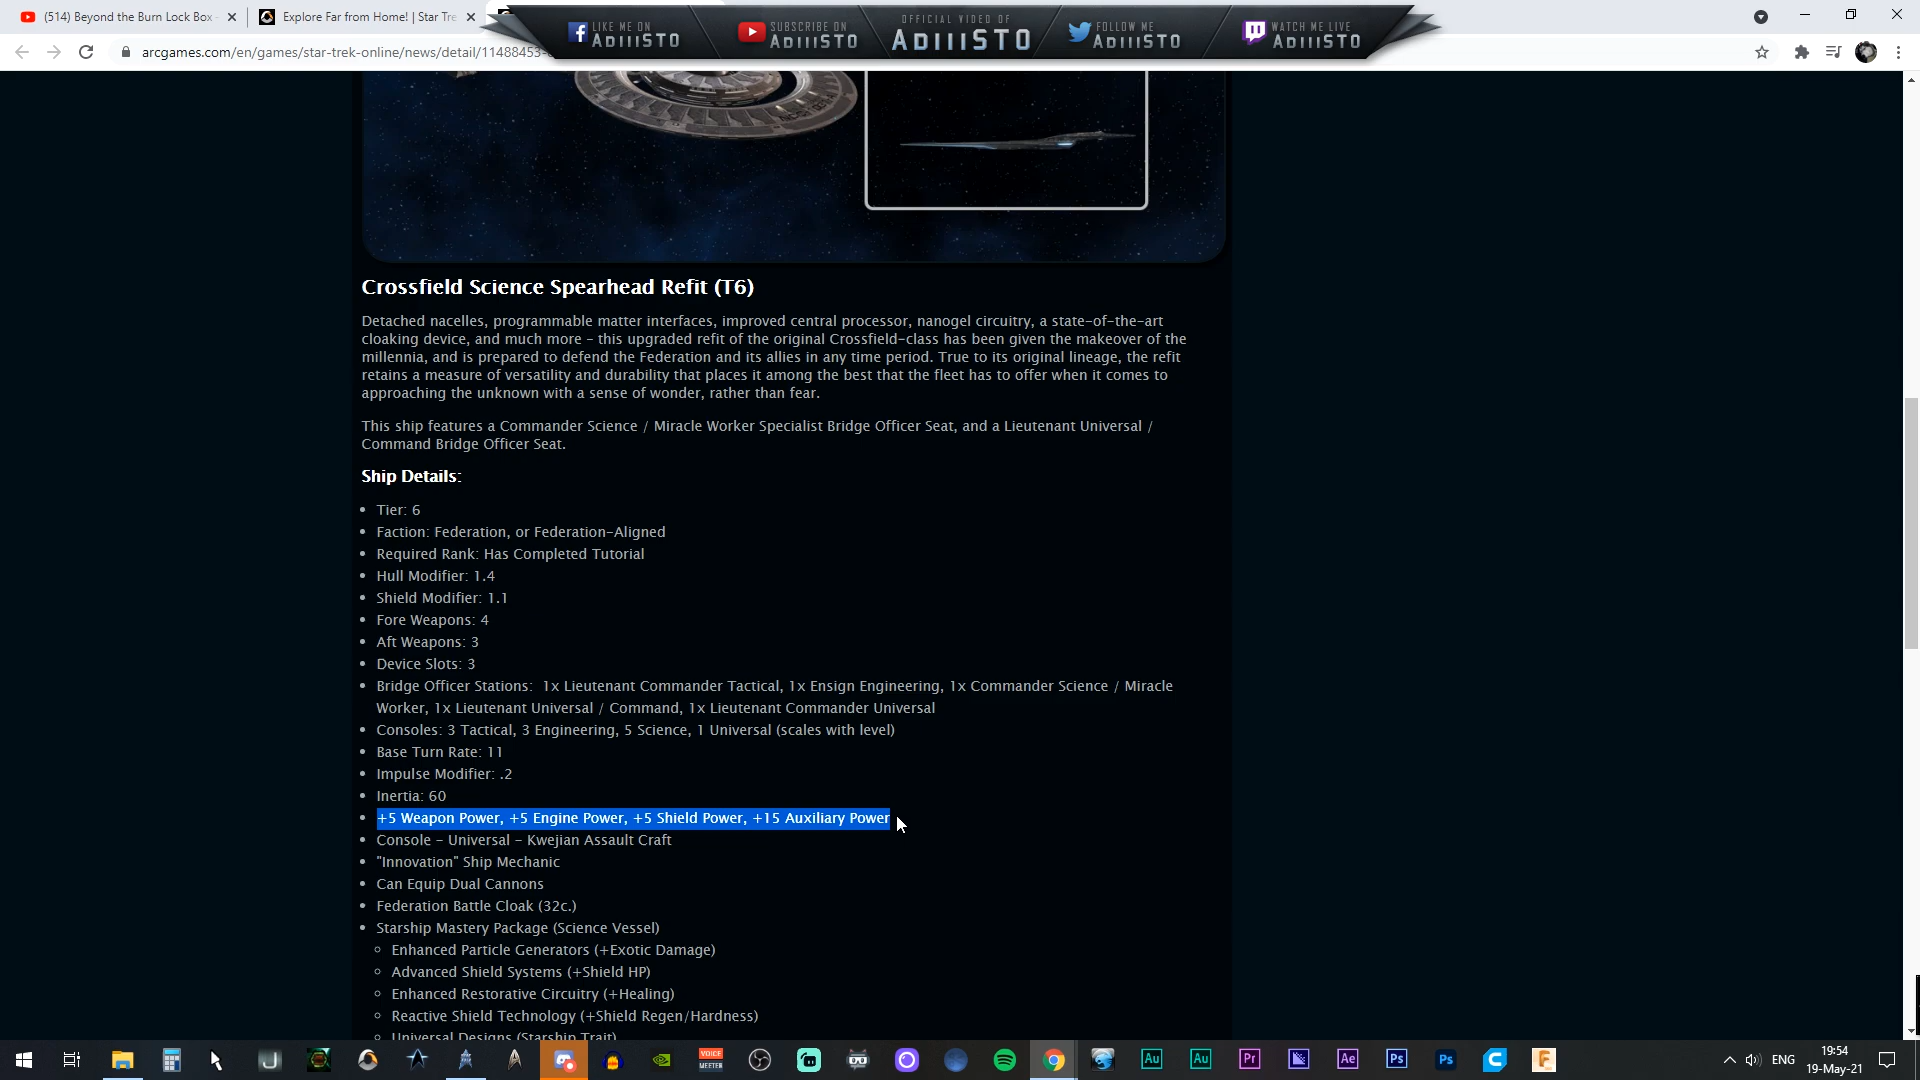 (514) Beyond the Burn Lock Box -
Explore Far from Home! | Star Tre
LIKE ME ON
ADIIISTO
SUBSCRIBE ON
ADIIISTO
OFFICIAL VIDEO OF
ADIIISTO
FOLLOW ME
ADIIISTO
WATCH ME LIVE
ADIIISTO
arcgames.com/en/games/star-trek-online/news/detail/11488453-
Crossfield Science Spearhead Refit (T6)
Detached nacelles, programmable matter interfaces, improved central processor, nanogel circuitry, a state-of-the-art
cloaking device, and much more – this upgraded refit of the original Crossfield-class has been given the makeover of the
millennia, and is prepared to defend the Federation and its allies in any time period. True to its original lineage, the refit
retains a measure of versatility and durability that places it among the best that the fleet has to offer when it comes to
approaching the unknown with a sense of wonder, rather than fear.
This ship features a Commander Science / Miracle Worker Specialist Bridge Officer Seat, and a Lieutenant Universal /
Command Bridge Officer Seat.
Ship Details:
• Tier: 6
• Faction: Federation, or Federation-Aligned
• Required Rank: Has Completed Tutorial
• Hull Modifier: 1.4
• Shield Modifier: 1.1
• Fore Weapons: 4
• Aft Weapons: 3
• Device Slots: 3
• Bridge Officer Stations: 1x Lieutenant Commander Tactical, 1x Ensign Engineering, 1x Commander Science / Miracle
Worker, 1x Lieutenant Universal / Command, 1x Lieutenant Commander Universal
• Consoles: 3 Tactical, 3 Engineering, 5 Science, 1 Universal (scales with level)
• Base Turn Rate: 11
• Impulse Modifier: .2
• Inertia: 60
• +5 Weapon Power, +5 Engine Power, +5 Shield Power, +15 Auxiliary Power
• Console – Universal – Kwejian Assault Craft
• "Innovation" Ship Mechanic
• Can Equip Dual Cannons
• Federation Battle Cloak (32c.)
• Starship Mastery Package (Science Vessel)
◦ Enhanced Particle Generators (+Exotic Damage)
◦ Advanced Shield Systems (+Shield HP)
◦ Enhanced Restorative Circuitry (+Healing)
◦ Reactive Shield Technology (+Shield Regen/Hardness)
◦ Universal Designs (Starship Trait)
VOICE
MEETER
Au
Au
Pr
Ae
Ps
Ps
ENG
19:54
19-May-21